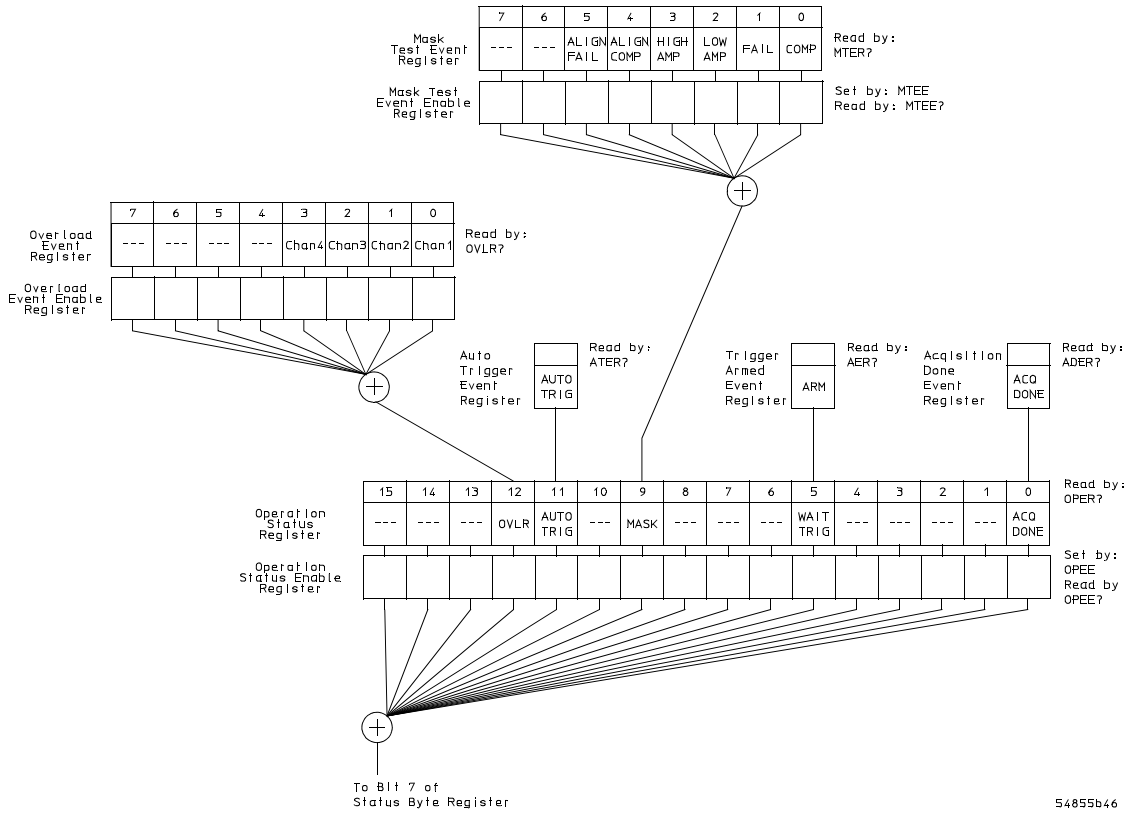 7 6 5 4 3 2 1 0
Mask
Test Event
Register
--- --- ALIGN FAIL ALIGN COMP HIGH AMP LOW AMP FAIL COMP
Read by:
MTER?
Mask Test
Event Enable
Register
Set by: MTEE
Read by: MTEE?
7 6 5 4 3 2 1 0
Overload
Event
Register
--- --- --- --- Chan4 Chan3 Chan2 Chan1
Read by:
OVLR?
Overload
Event Enable
Register
Auto
Trigger
Event
Register
AUTO
TRIG
Read by:
ATER?
Trigger
Armed
Event
Register
ARM
Read by:
AER?
Acqisition
Done
Event
Register
ACQ
DONE
Read by:
ADER?
15 14 13 12 11 10 9 8 7 6 5 4 3 2 1 0
Operation
Status
Register
--- --- --- OVLR AUTO TRIG --- MASK --- --- --- WAIT TRIG --- --- --- --- ACQ DONE
Read by:
OPER?
Operation
Status Enable
Register
Set by:
OPEE
Read by
OPEE?
To Bit 7 of
Status Byte Register
54855b46